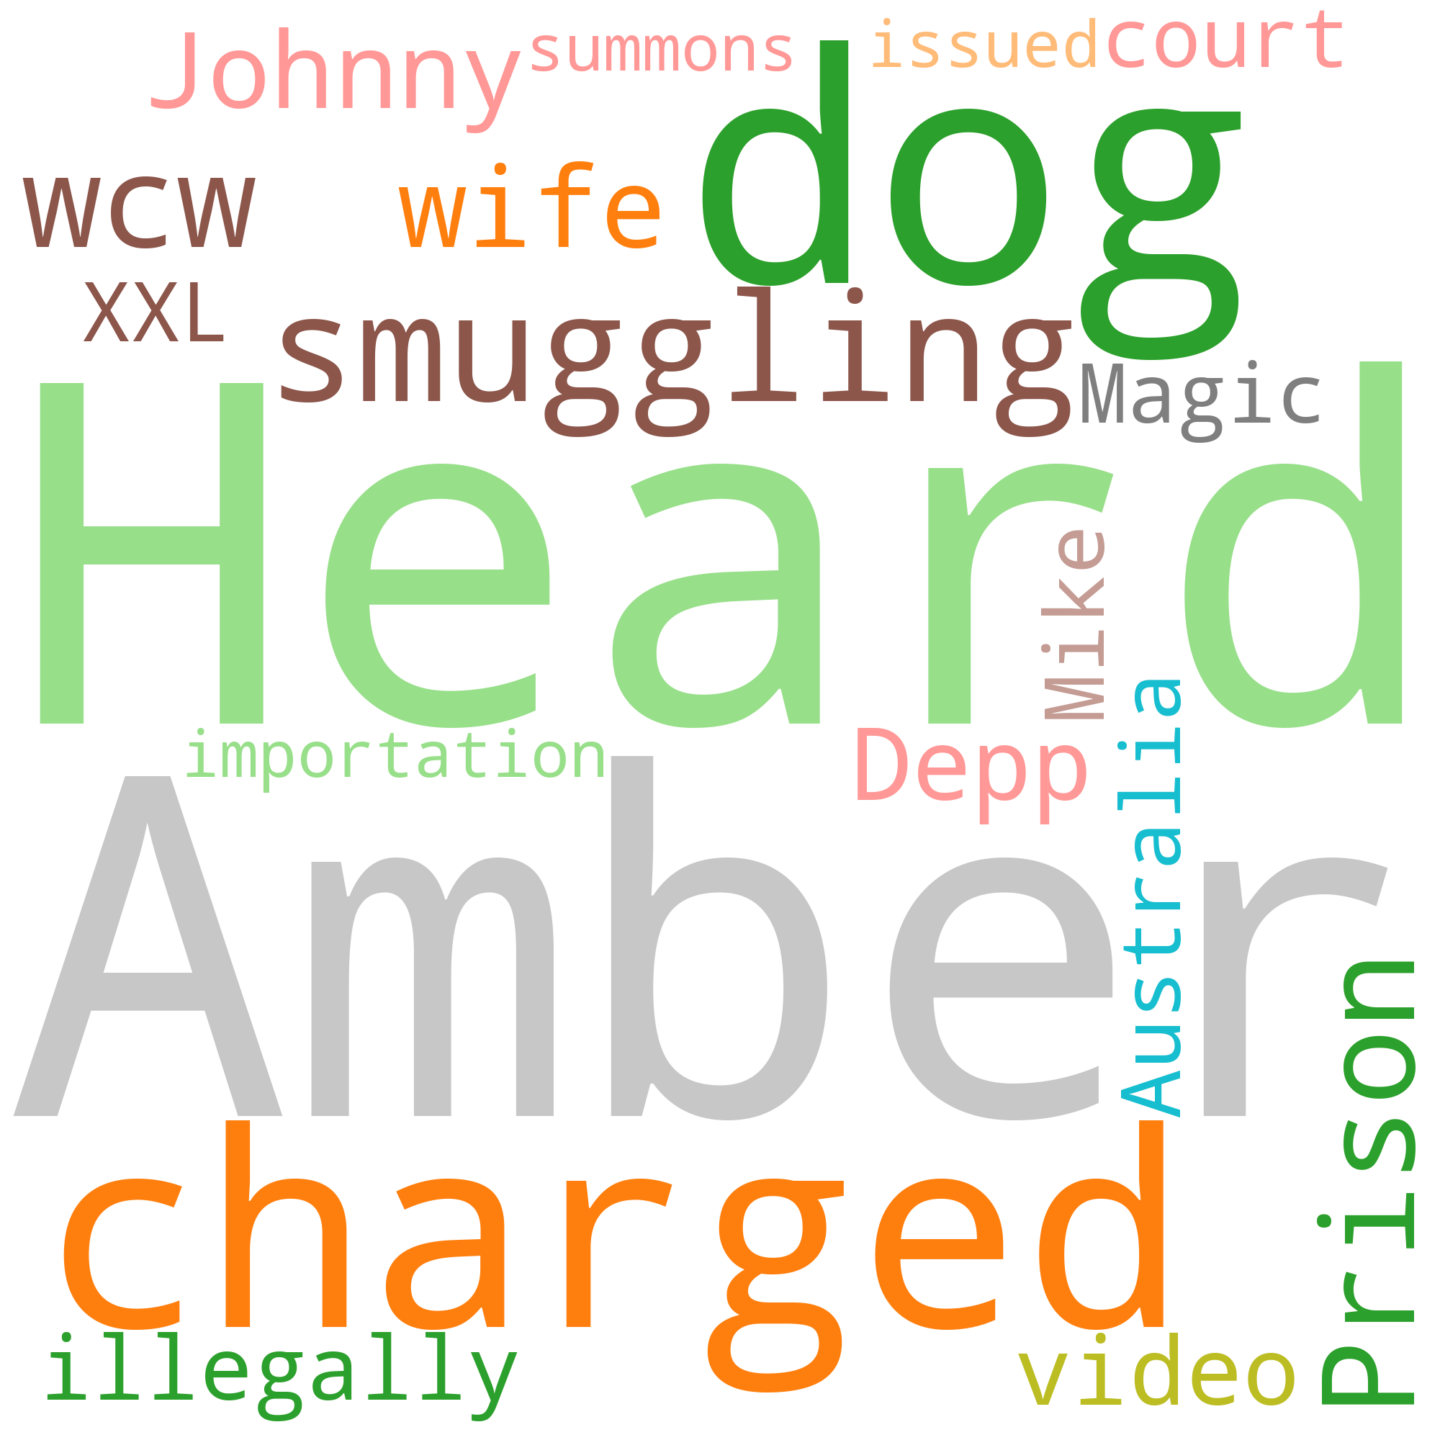 Johnny
summons
issued
court
dog
wcw
wife
XXL
smuggling
Magic
Heard
Mike
importation
Depp
Australia
Amber
Prison
charged
illegally
video